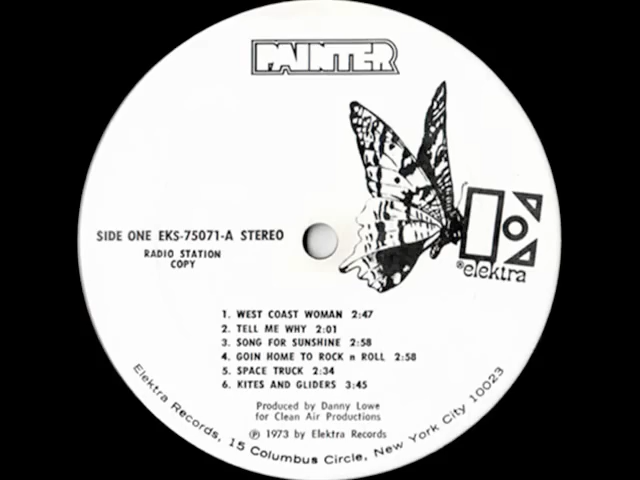 PAINTER
SIDE ONE EKS-75071-A STEREO
RADIO STATION
COPY
® elektra
1. WEST COAST WOMAN 2:47
2. TELL ME WHY 2:01
3. SONG FOR SUNSHINE 2:58
4. GOIN HOME TO ROCK n ROLL 2:58
5. SPACE TRUCK 2:34
6. KITES AND GLIDERS 3:45
Produced by Danny Lowe
for Clean Air Productions
℗ 1973 by Elektra Records
Elektra Records, 15 Columbus Circle, New York City 10023